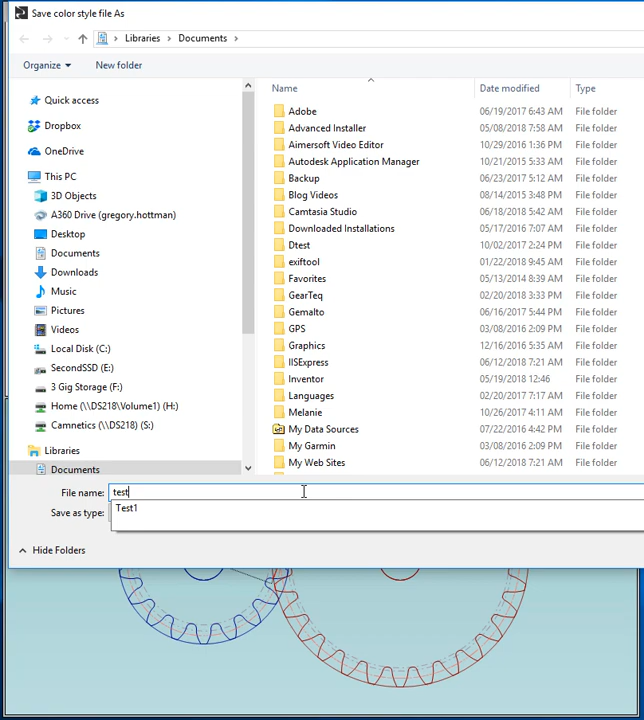 Save color style file As
Libraries > Documents >
Organize New folder
Name Date modified Type
Quick access
Dropbox
OneDrive
This PC
3D Objects
A360 Drive (gregory.hottman)
Desktop
Documents
Downloads
Music
Pictures
Videos
Local Disk (C:)
SecondSSD (E:)
3 Gig Storage (F:)
Home (\\DS218\Volume1) (H:)
Camnetics (\\DS218) (S:)
Libraries
Documents
Adobe 06/19/2017 6:43 AM File folder
Advanced Installer 05/08/2018 7:58 AM File folder
Aimersoft Video Editor 10/29/2016 1:36 PM File folder
Autodesk Application Manager 10/21/2015 5:33 AM File folder
Backup 06/23/2017 5:12 AM File folder
Blog Videos 08/14/2015 3:48 PM File folder
Camtasia Studio 06/18/2018 5:42 AM File folder
Downloaded Installations 05/17/2016 7:07 AM File folder
Dtest 10/02/2017 2:24 PM File folder
exiftool 01/22/2018 9:45 AM File folder
Favorites 05/13/2014 8:39 AM File folder
GearTeq 02/20/2018 3:33 PM File folder
Gemalto 06/16/2017 5:44 PM File folder
GPS 03/08/2016 2:09 PM File folder
Graphics 12/16/2016 5:35 AM File folder
IISExpress 06/12/2018 7:21 AM File folder
Inventor 05/19/2018 12:46 File folder
Languages 02/20/2018 7:17 AM File folder
Melanie 10/26/2017 4:11 AM File folder
My Data Sources 07/22/2016 4:42 PM File folder
My Garmin 03/08/2016 2:09 PM File folder
My Web Sites 06/12/2018 7:21 AM File folder
File name: test
Save as type: Test1
Hide Folders